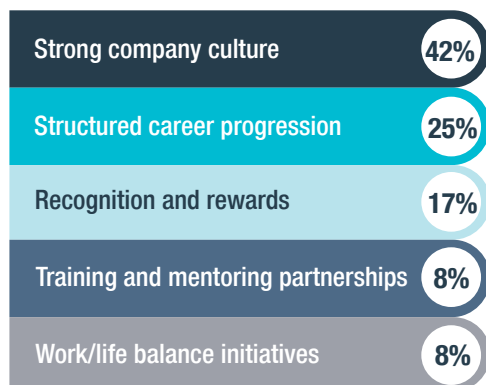 Strong company culture 42%
Structured career progression 25%
Recognition and rewards 17%
Training and mentoring partnerships 8%
Work/life balance initiatives 8%